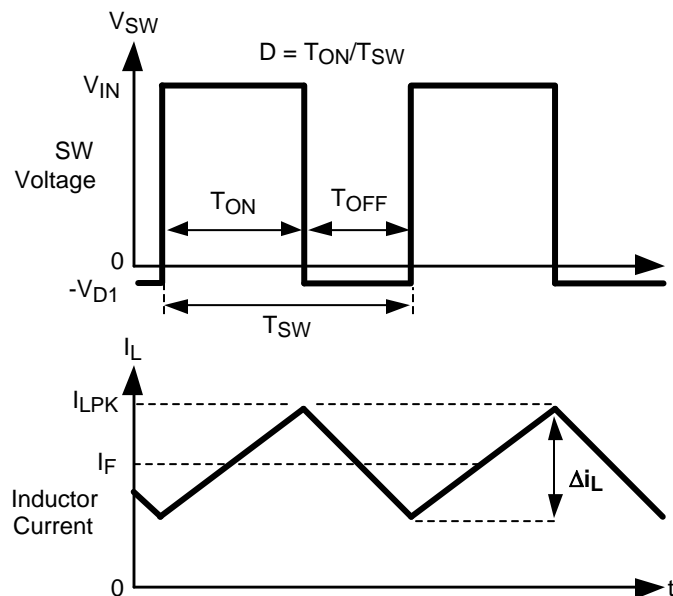 VSW
D = TON/TSW
VIN
SW
Voltage
TON
TOFF
0
-VD1
TSW
IL
ILPK
IF
ΔiL
Inductor
Current
0
t